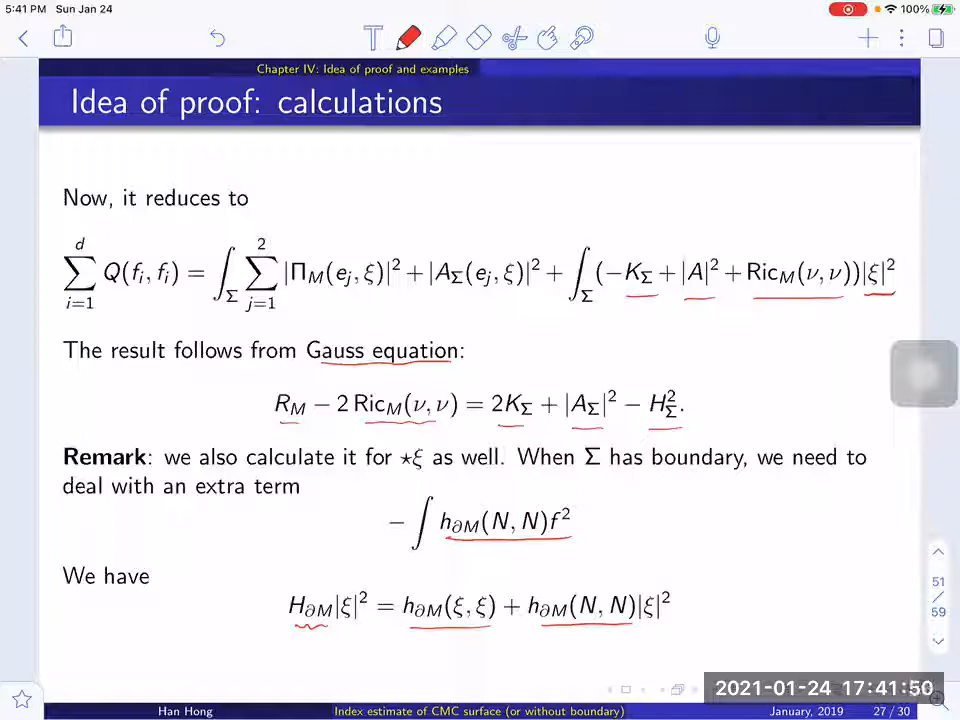 5:41 PM Sun Jan 24
100%
Chapter IV: Idea of proof and examples
Idea of proof: calculations
Now, it reduces to
∑_{i=1}^{d} Q(f_i, f_i) = ∫_Σ ∑_{j=1}^{2} |Π_M(e_j, ξ)|² + |A_Σ(e_j, ξ)|² + ∫_Σ (−K_Σ + |A|² + Ric_M(ν, ν))|ξ|²
The result follows from Gauss equation:
R_M − 2 Ric_M(ν, ν) = 2K_Σ + |A_Σ|² − H_Σ².
Remark: we also calculate it for ⋆ξ as well. When Σ has boundary, we need to
deal with an extra term
− ∫ h_{∂M}(N, N)f²
We have
H_{∂M}|ξ|² = h_{∂M}(ξ, ξ) + h_{∂M}(N, N)|ξ|²
51
/
59
2021-01-24 17:41:50
Han Hong Index estimate of CMC surface (or without boundary) January, 2019 27 / 30